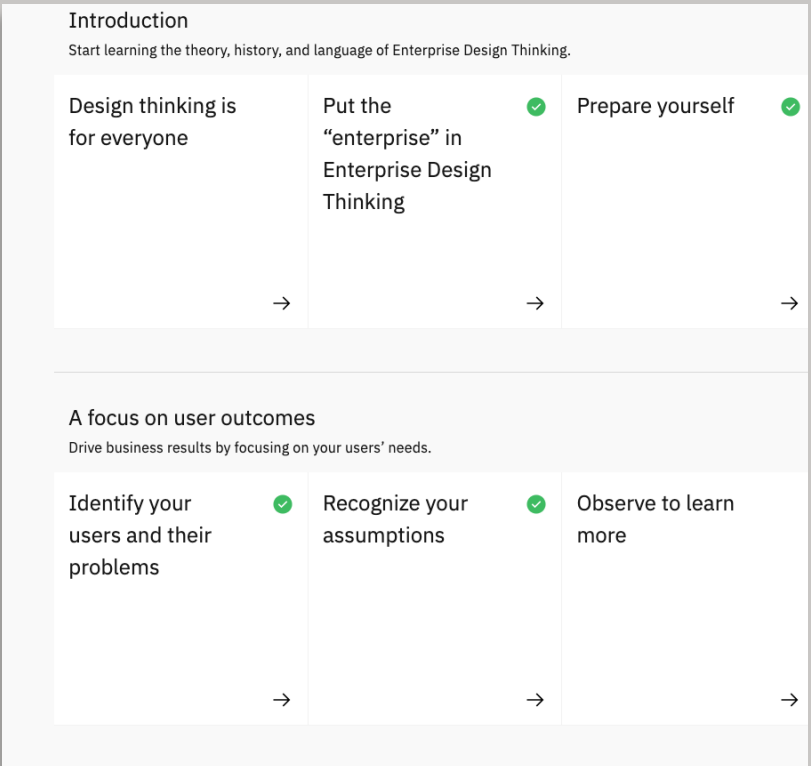 Introduction
Start learning the theory, history, and language of Enterprise Design Thinking.
Design thinking is
for everyone
Put the
“enterprise” in
Enterprise Design
Thinking
Prepare yourself
A focus on user outcomes
Drive business results by focusing on your users’ needs.
Identify your
users and their
problems
Recognize your
assumptions
Observe to learn
more